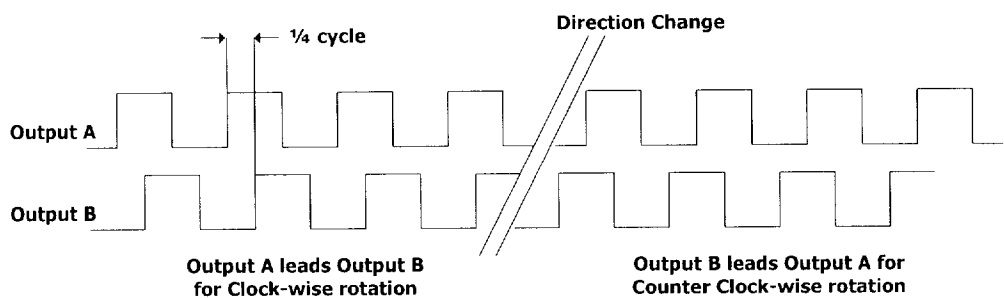 Direction Change
¼ cycle
Output A
Output B
Output A leads Output B
for Clock-wise rotation
Output B leads Output A for
Counter Clock-wise rotation